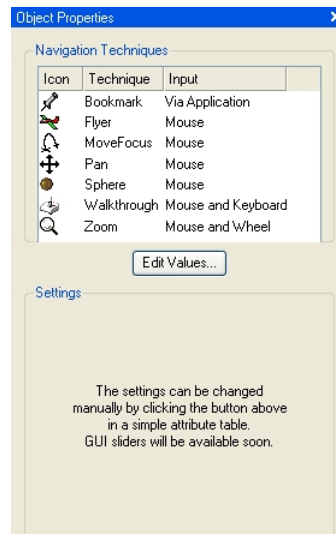 Object Properties
Navigation Techniques
Icon Technique Input
Bookmark Via Application
Flyer Mouse
MoveFocus Mouse
Pan Mouse
Sphere Mouse
Walkthrough Mouse and Keyboard
Zoom Mouse and Wheel
Edit Values...
Settings
The settings can be changed
manually by clicking the button above
in a simple attribute table.
GUI sliders will be available soon.